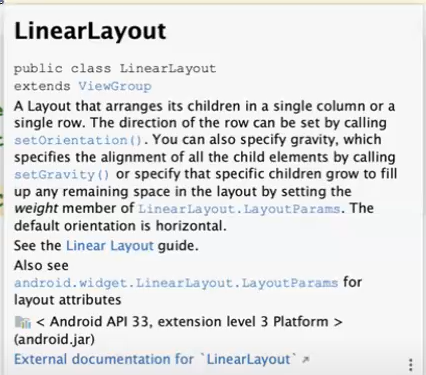 LinearLayout
public class LinearLayout
extends ViewGroup
A Layout that arranges its children in a single column or a
single row. The direction of the row can be set by calling
setOrientation(). You can also specify gravity, which
specifies the alignment of all the child elements by calling
setGravity() or specify that specific children grow to fill
up any remaining space in the layout by setting the
weight member of LinearLayout.LayoutParams. The
default orientation is horizontal.
See the Linear Layout guide.
Also see
android.widget.LinearLayout.LayoutParams for
layout attributes
< Android API 33, extension level 3 Platform >
(android.jar)
External documentation for `LinearLayout` ↗